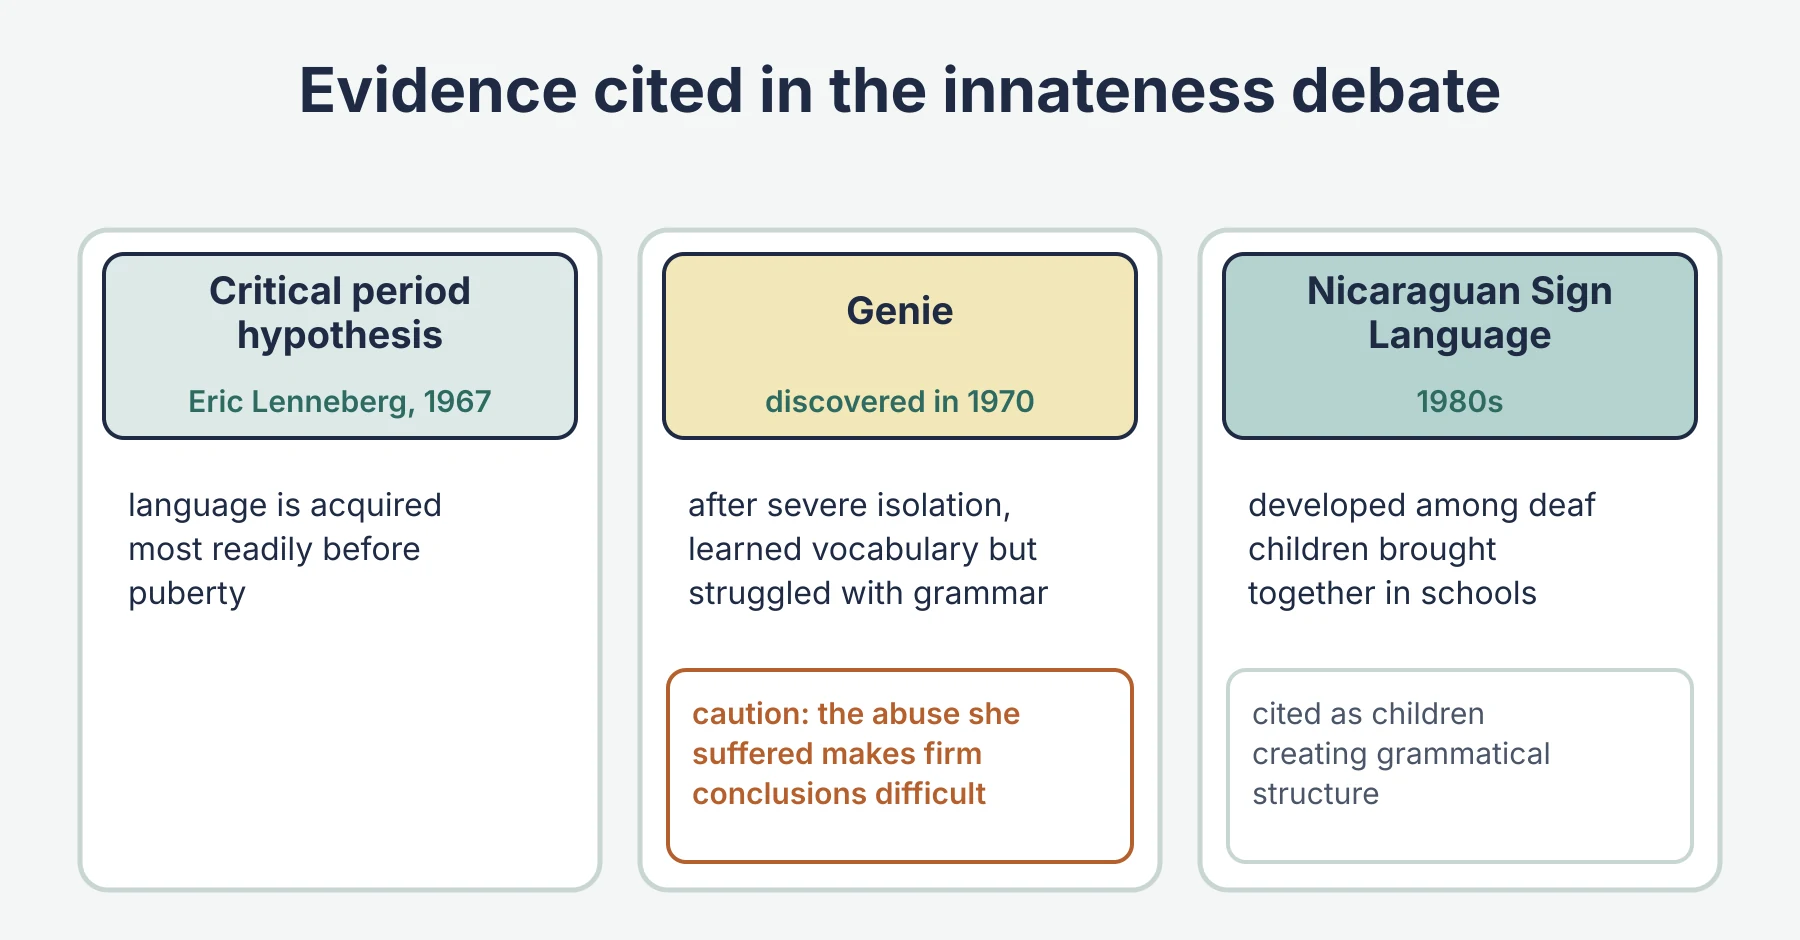 Evidence cited in the innateness debate
Critical period
hypothesis
Eric Lenneberg, 1967
language is acquired
most readily before
puberty
Genie
discovered in 1970
after severe isolation,
learned vocabulary but
struggled with grammar
caution: the abuse she
suffered makes firm
conclusions difficult
Nicaraguan Sign
Language
1980s
developed among deaf
children brought
together in schools
cited as children
creating grammatical
structure